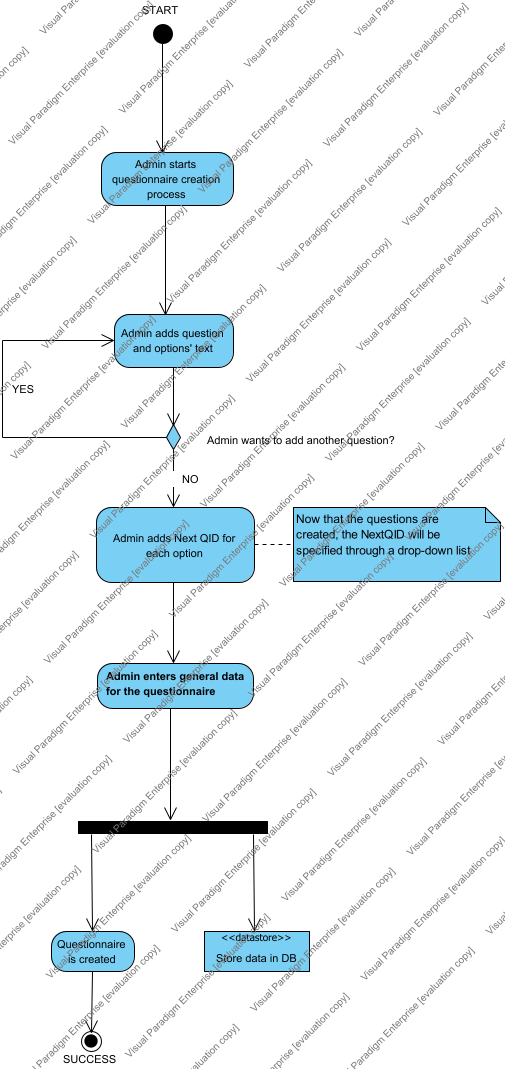 START
Admin starts
questionnaire creation
process
Admin adds question
and options' text
YES
Admin wants to add another question?
NO
Admin adds Next QID for
each option
Now that the questions are
created, the NextQID will be
specified through a drop-down list
Admin enters general data
for the questionnaire
Questionnaire
is created
<<datastore>>
Store data in DB
SUCCESS
Visual Paradigm Enterprise [evaluation copy]